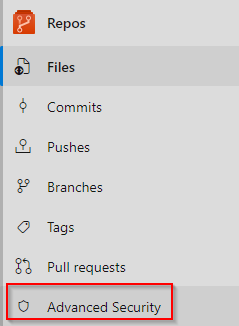 Repos
Files
Commits
Pushes
Branches
Tags
Pull requests
Advanced Security